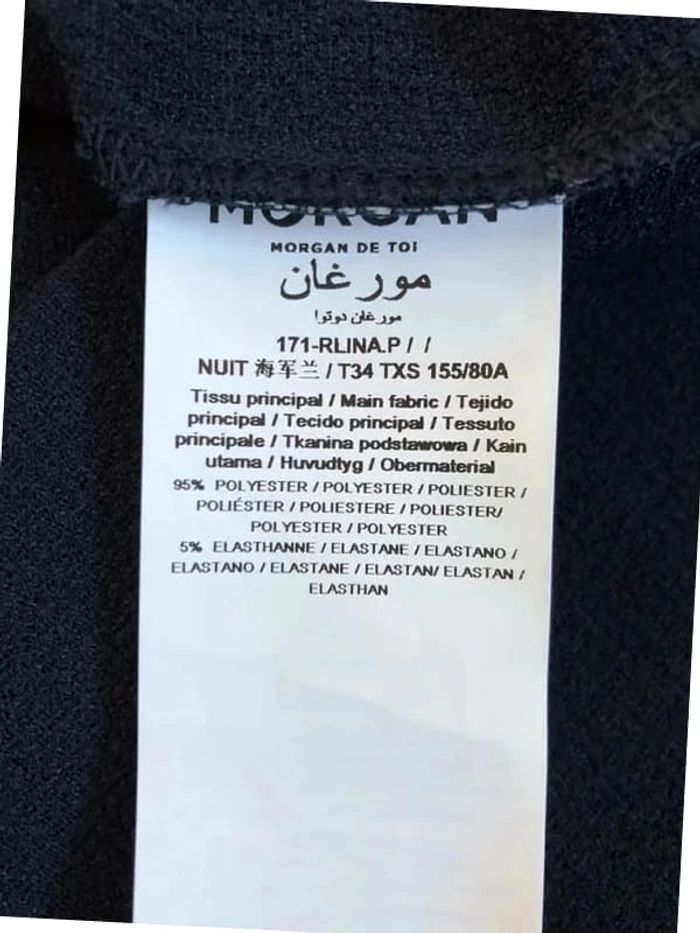 MORGAN
MORGAN DE TOI
مورغان
مورغان دوتوا
171-RLINA.P / /
NUIT 海军兰 / T34 TXS 155/80A
Tissu principal / Main fabric / Tejido
principal / Tecido principal / Tessuto
principale / Tkanina podstawowa / Kain
utama / Huvudtyg / Obermaterial
95% POLYESTER / POLYESTER / POLIESTER /
POLIÉSTER / POLIESTERE / POLIESTER/
POLYESTER / POLYESTER
5% ELASTHANNE / ELASTANE / ELASTANO /
ELASTANO / ELASTANE / ELASTAN/ ELASTAN /
ELASTHAN